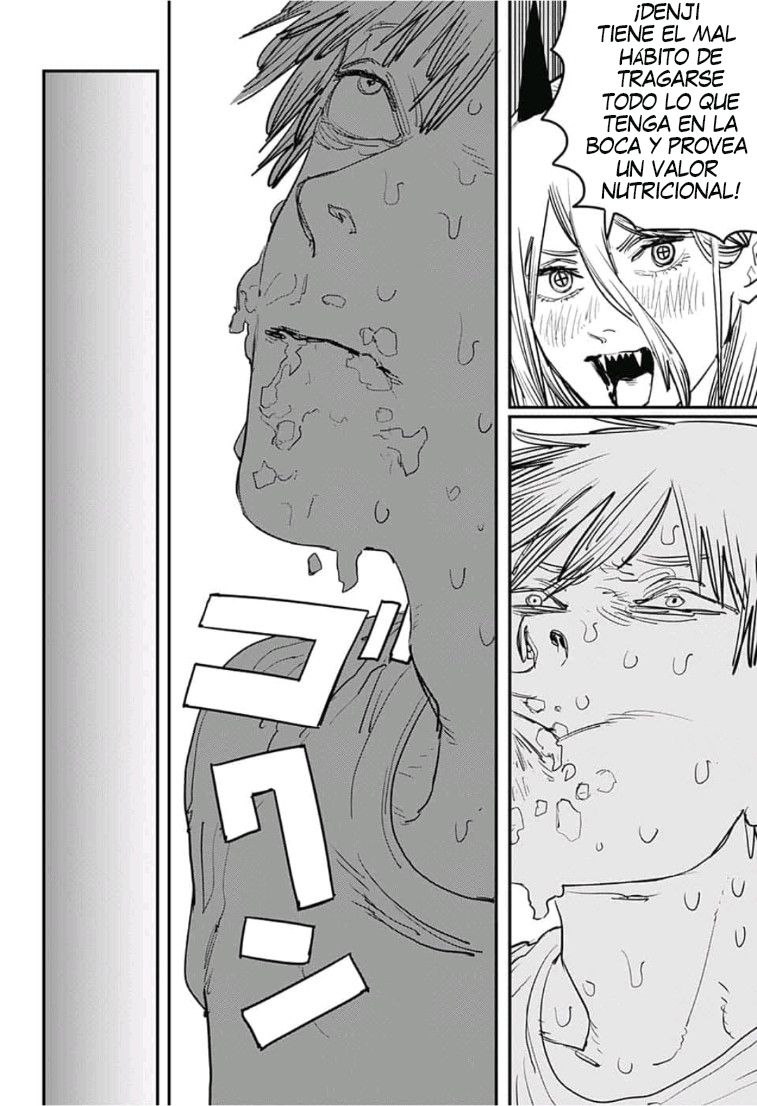 ¡DENJI
TIENE EL MAL
HÁBITO DE
TRAGARSE
TODO LO QUE
TENGA EN LA
BOCA Y PROVEA
UN VALOR
NUTRICIONAL!
ゴクン